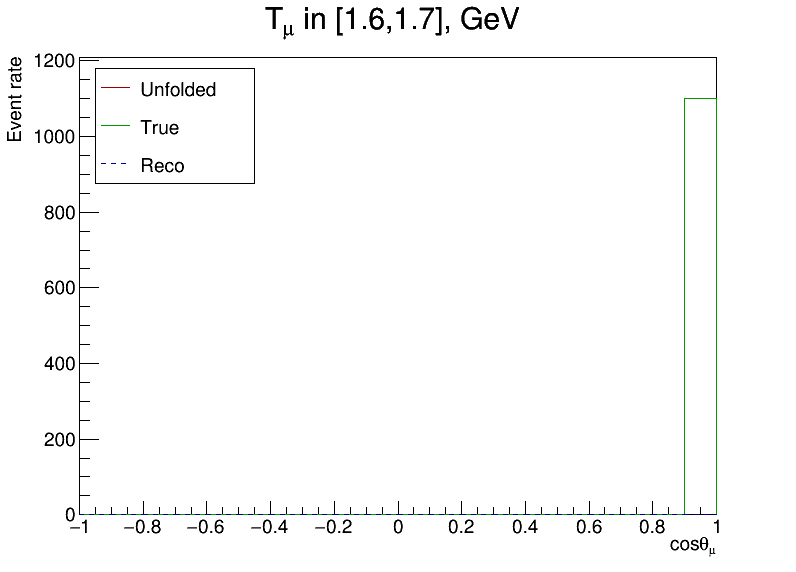 T_μ in [1.6,1.7], GeV
Event rate
1200
1000
800
600
400
200
0
Unfolded
True
Reco
−1 −0.8 −0.6 −0.4 −0.2 0 0.2 0.4 0.6 0.8 1
cosθ_μ